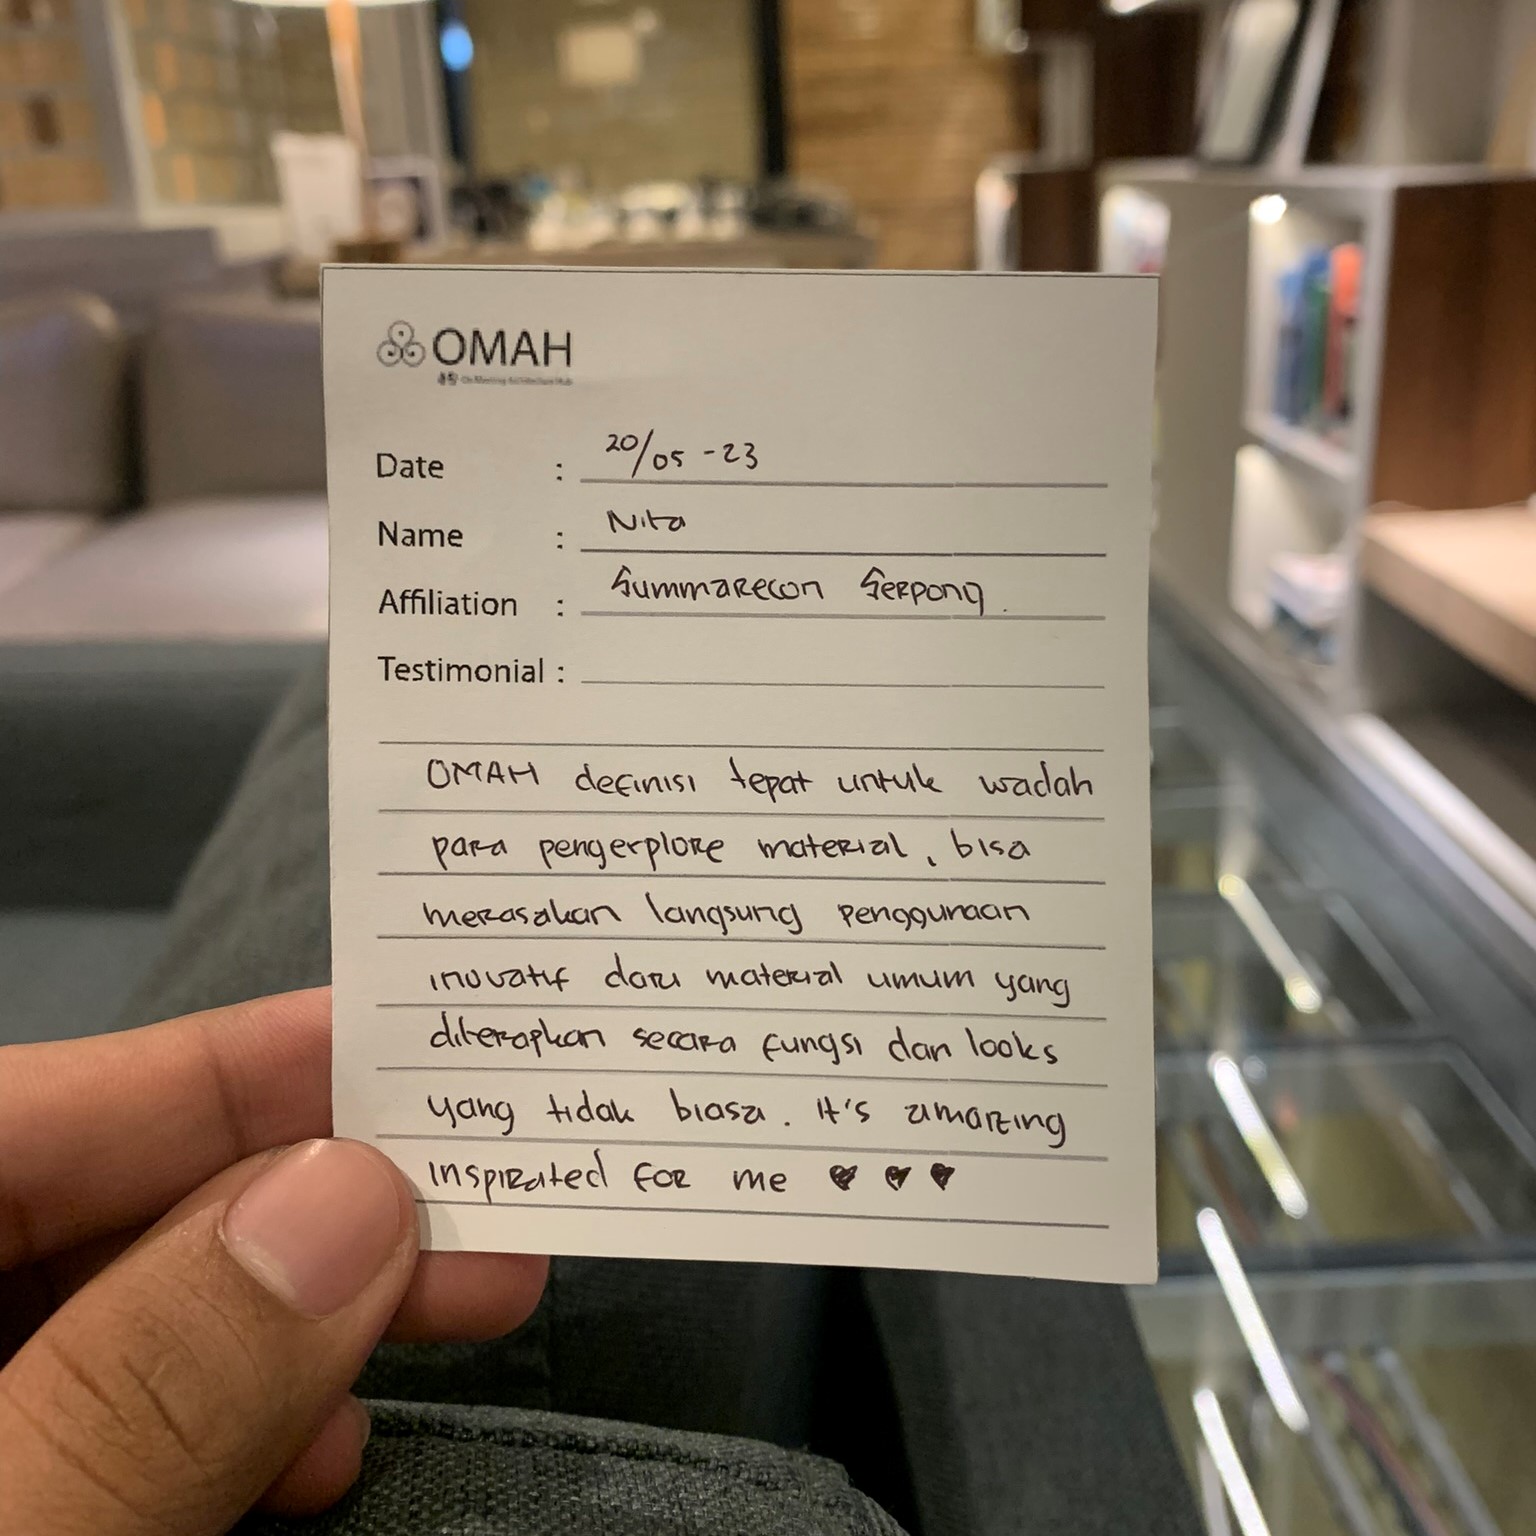 OMAH
Date : 20/05 - 23
Name : Nita
Affiliation : Summarecon Serpong.
Testimonial :
OMAH definisi tepat untuk wadah
para pengerplore material, bisa
merasakan langsung penggunaan
inovatif dari material umum yang
diterapkan secara fungsi dan looks
yang tidak biasa. It's amazing
inspirated for me ♥ ♥ ♥